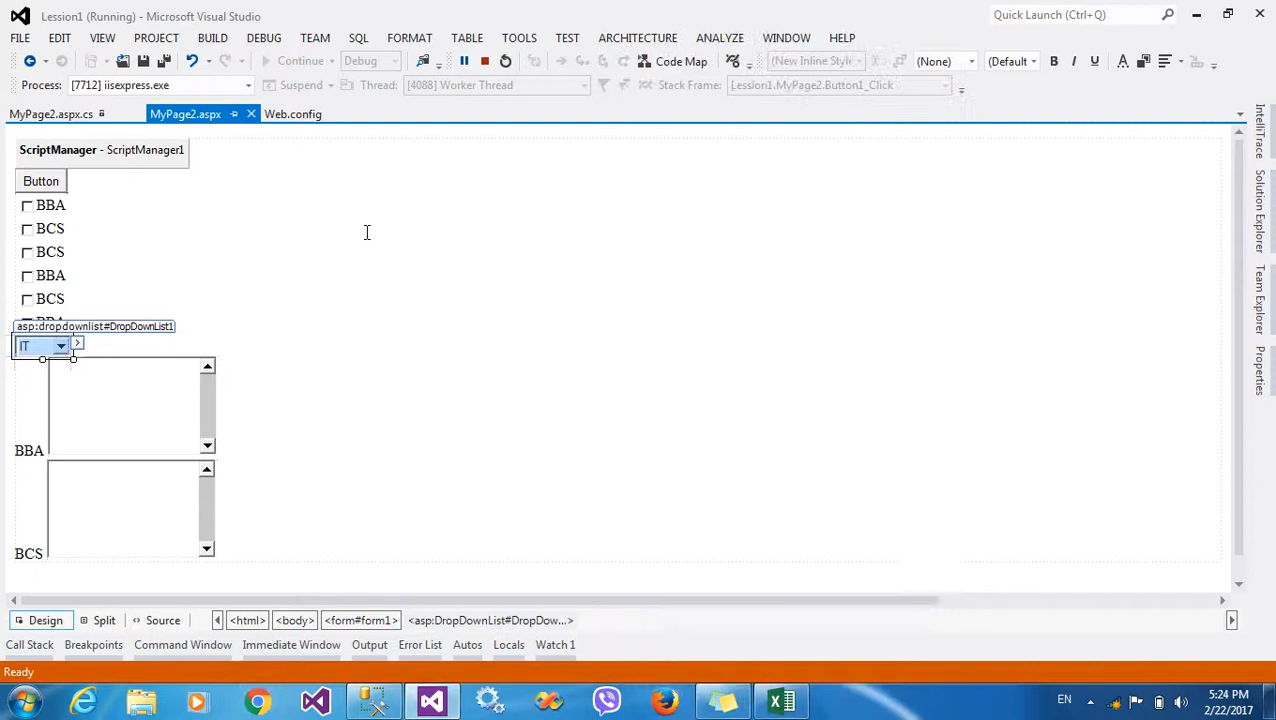 Lession1 (Running) - Microsoft Visual Studio
Quick Launch (Ctrl+Q)
FILE EDIT VIEW PROJECT BUILD DEBUG TEAM SQL FORMAT TABLE TOOLS TEST ARCHITECTURE ANALYZE WINDOW HELP
Continue Debug Code Map (New Inline Style (None) (Default B I U A
Process: [7712] iisexpress.exe Suspend Thread: [4088] Worker Thread Stack Frame: Lession1.MyPage2.Button1_Click
MyPage2.aspx.cs MyPage2.aspx Web.config
ScriptManager - ScriptManager1
Button
BBA
BCS
BCS
BBA
BCS
asp:dropdownlist#DropDownList1
IT
BBA
BCS
IntelliTrace
Solution Explorer
Team Explorer
Properties
Design Split Source <html> <body> <form#form1> <asp:DropDownList#DropDow...>
Call Stack Breakpoints Command Window Immediate Window Output Error List Autos Locals Watch 1
Ready
EN
5:24 PM
2/22/2017